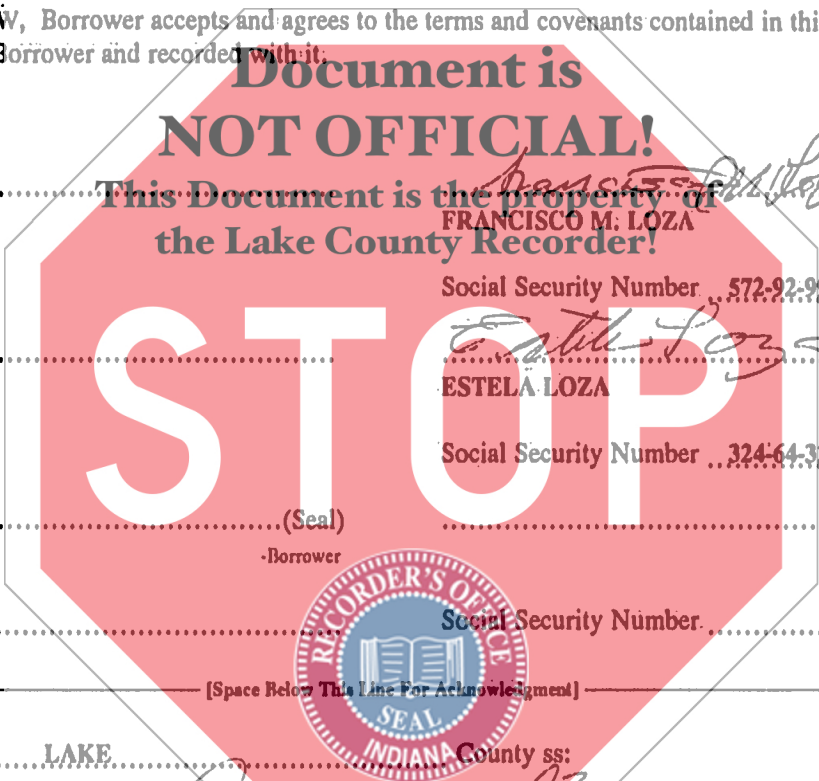 W, Borrower accepts and agrees to the terms and covenants contained in thi
Borrower and recorded with it.
Document is
NOT OFFICIAL!
This Document is the property of
the Lake County Recorder!
FRANCISCO M. LOZA
Social Security Number 572-92-9
Estela Loza
ESTELA LOZA
Social Security Number 324-64-3
STOP
(Seal)
-Borrower
Social Security Number
[Space Below This Line For Acknowledgment]
RECORDER'S OFFICE
SEAL
INDIANA
LAKE County ss: